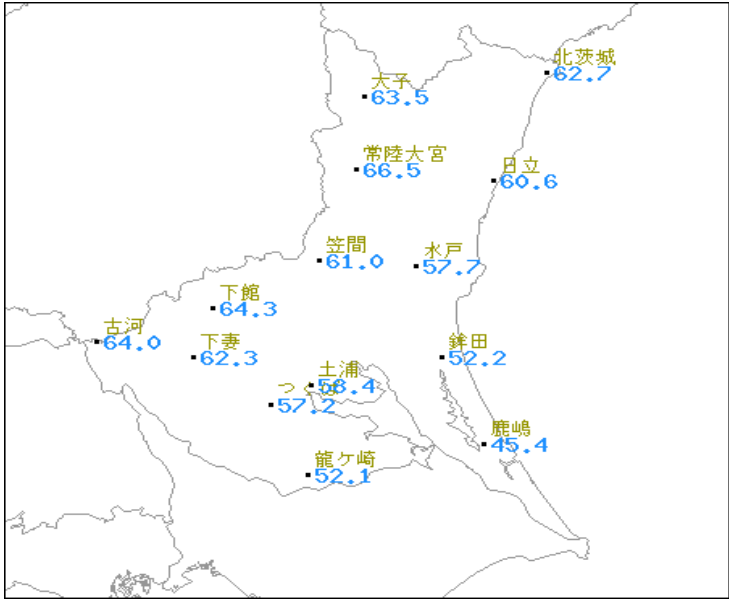 北茨城
62.7
大子
63.5
常陸大宮
66.5
日立
60.6
笠間
61.0
水戸
57.7
下館
64.3
古河
64.0
下妻
62.3
鉾田
52.2
土浦
58.4
つくば
57.2
鹿嶋
45.4
龍ケ崎
52.1